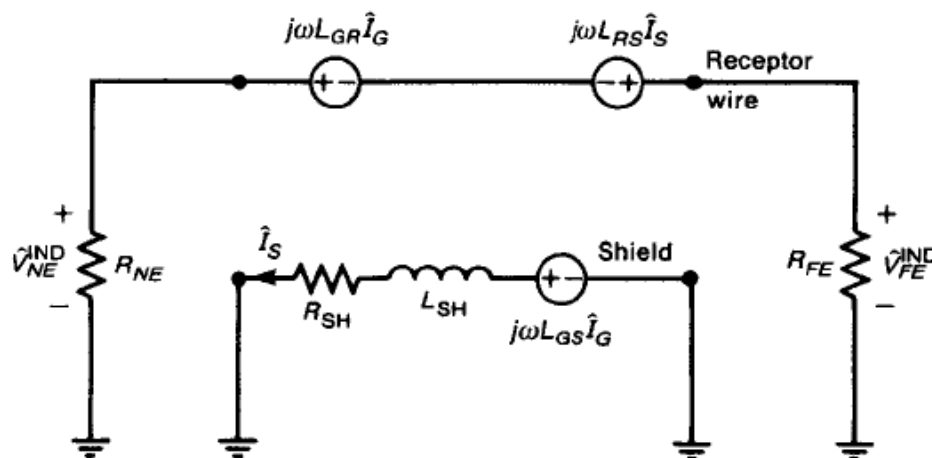 jωL_GR Î_G
jωL_RS Î_S
+ −
− +
Receptor
wire
+
V̂_NE^IND
−
R_NE
Î_S
R_SH
L_SH
+ −
jωL_GS Î_G
Shield
R_FE
+
V̂_FE^IND
−